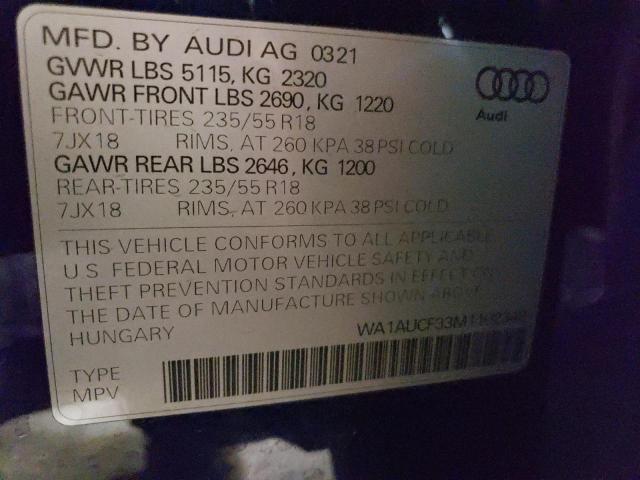 MFD. BY AUDI AG 0321
GVWR LBS 5115, KG 2320
GAWR FRONT LBS 2690, KG 1220
FRONT-TIRES 235/55 R18
7JX18 RIMS, AT 260 KPA 38 PSI COLD
GAWR REAR LBS 2646, KG 1200
REAR-TIRES 235/55 R18
7JX18 RIMS, AT 260 KPA 38 PSI COLD
Audi
THIS VEHICLE CONFORMS TO ALL APPLICABLE
U.S. FEDERAL MOTOR VEHICLE SAFETY AND
THEFT PREVENTION STANDARDS IN EFFECT ON
THE DATE OF MANUFACTURE SHOWN ABOVE
HUNGARY
TYPE
MPV